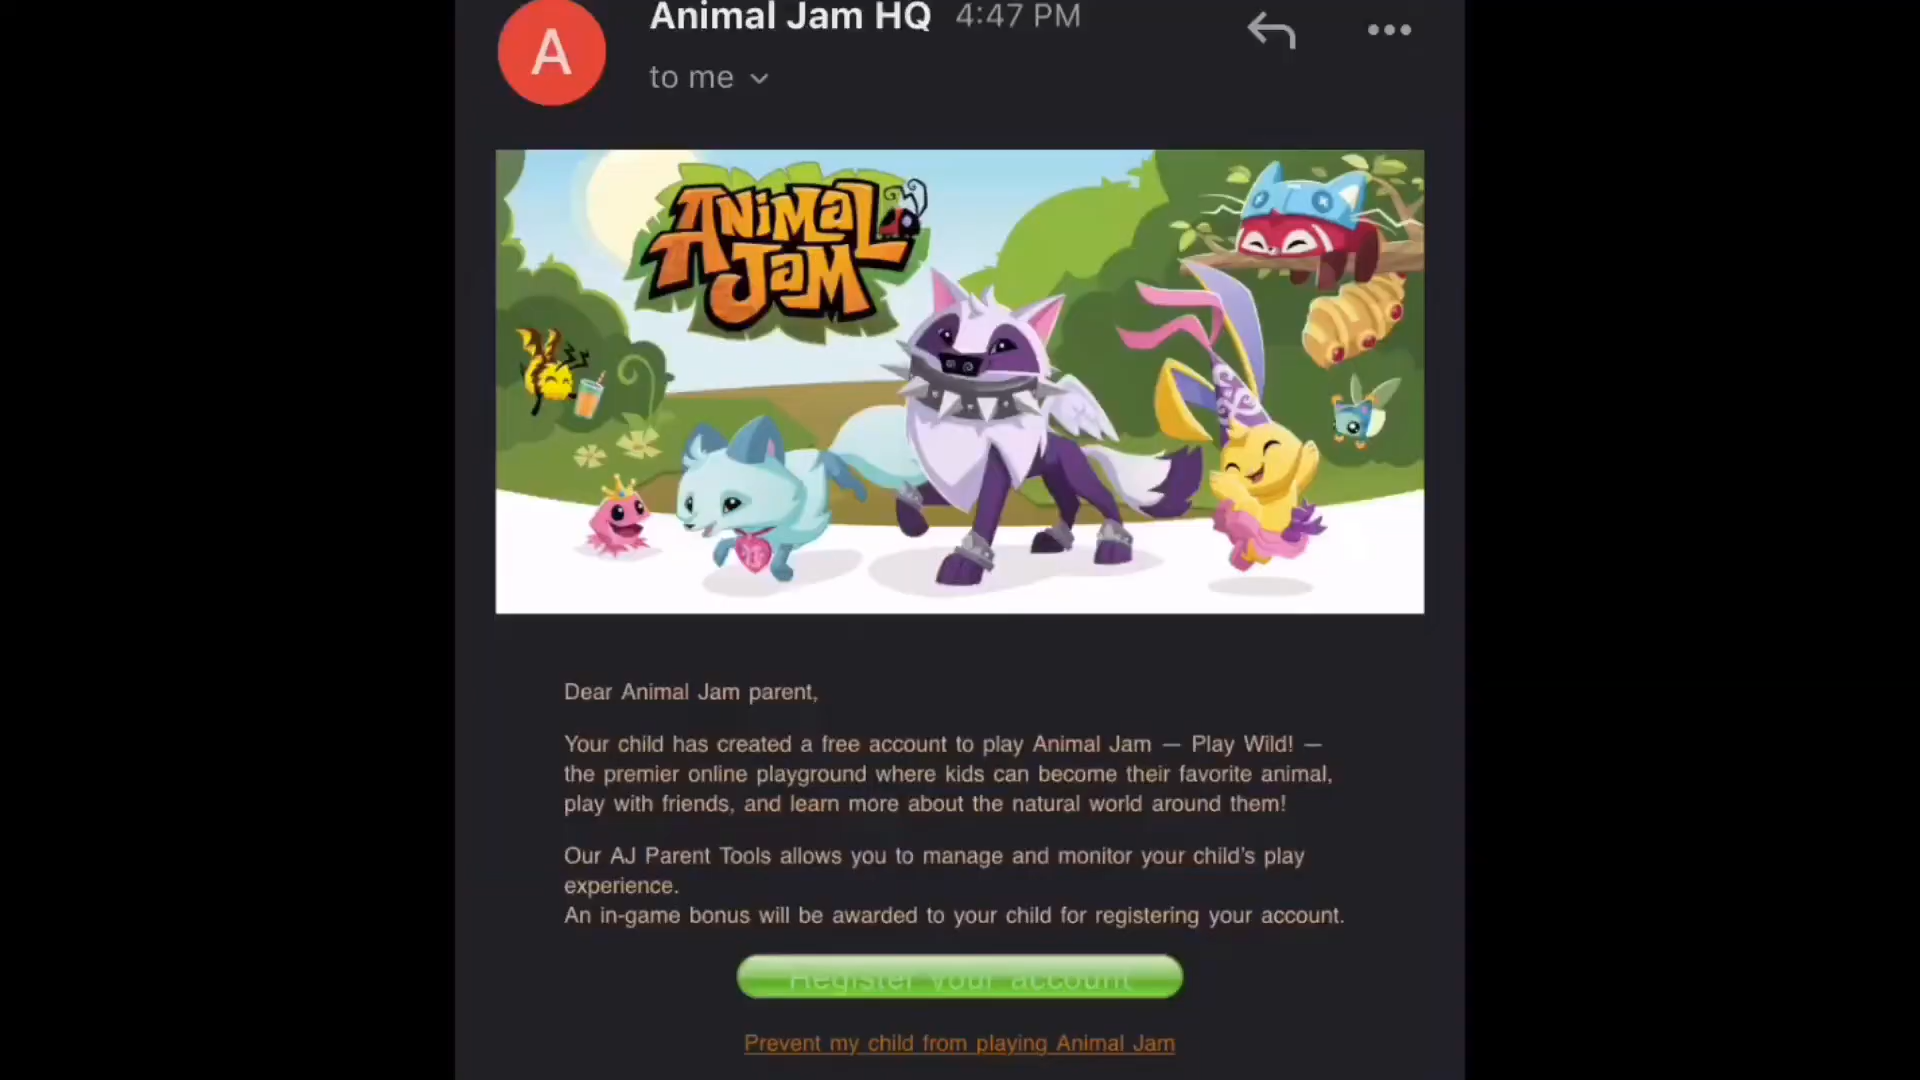 Animal Jam HQ 4:47 PM
A
to me
ANIMAL
JAM
Dear Animal Jam parent,
Your child has created a free account to play Animal Jam — Play Wild! —
the premier online playground where kids can become their favorite animal,
play with friends, and learn more about the natural world around them!
Our AJ Parent Tools allows you to manage and monitor your child's play
experience.
An in-game bonus will be awarded to your child for registering your account.
Register your account
Prevent my child from playing Animal Jam